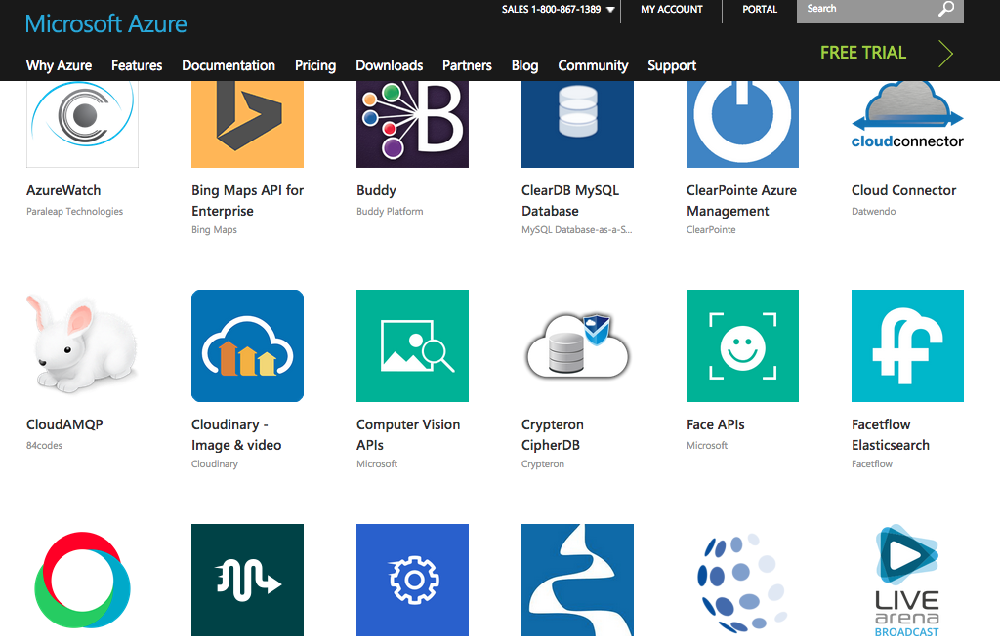 SALES 1-800-867-1389 MY ACCOUNT PORTAL Search
Microsoft Azure
FREE TRIAL
Why Azure Features Documentation Pricing Downloads Partners Blog Community Support
B
cloudconnector
AzureWatch
Paraleap Technologies
Bing Maps API for
Enterprise
Bing Maps
Buddy
Buddy Platform
ClearDB MySQL
Database
MySQL Database-as-a-S...
ClearPointe Azure
Management
ClearPointe
Cloud Connector
Datwendo
CloudAMQP
84codes
Cloudinary -
Image & video
Cloudinary
Computer Vision
APIs
Microsoft
Crypteron
CipherDB
Crypteron
Face APIs
Microsoft
Facetflow
Elasticsearch
Facetflow
LIVE
arena
BROADCAST